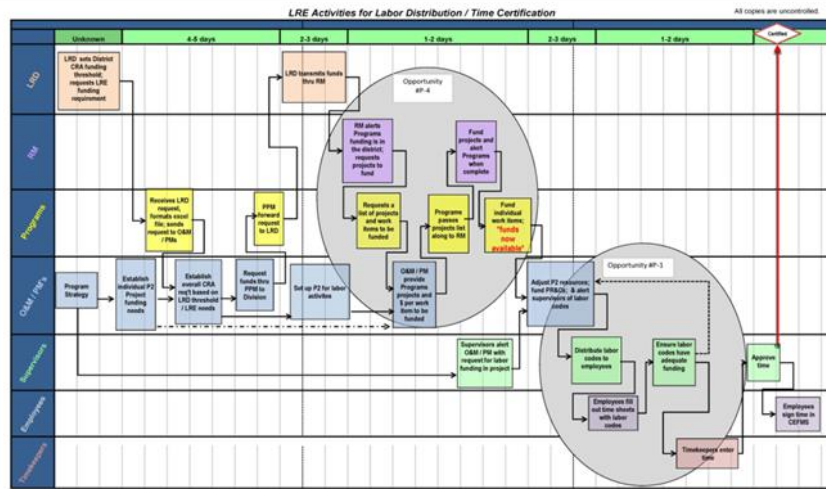 LRE Activities for Labor Distribution / Time Certification
All copies are uncontrolled.
Unknown
4-5 days
2-3 days
1-2 days
2-3 days
1-2 days
Certified
LRD
LRD sets District
CRA funding
threshold;
requests LRE
funding
requirement
LRD transmits funds
thru RM
Opportunity
#P-4
RM
RM alerts
Programs
funding is in
the district;
requests
projects to
fund
Fund
projects and
alert
Programs
when
complete
Programs
Receives LRD
request,
formats excel
file; sends
request to O&M
/ PMs
PPM
forward
request to
LRD
Requests a
list of projects
and work
items to be
funded
Programs
passes
projects list
along to RM
Fund
individual
work items;
"funds
now
available"
O&M / PM's
Program
Strategy
Establish
individual P2
Project funding
needs
Establish
overall CRA
req't based on
LRD threshold
/ LRE needs
Request
funds thru
PPM to
Division
Set up P2 for labor
activites
O&M / PM
provide
Programs
projects and
$ per work
item to be
funded
Adjust P2 resources;
fund PR&Cs; & alert
supervisors of labor
codes
Opportunity #P-1
Supervisors
Supervisors alert
O&M / PM with
request for labor
funding in project
Distribute labor
codes to
employees
Ensure labor
codes have
adequate
funding
Approve
time
Employees
Employees fill
out time sheets
with labor
codes
Employees
sign time in
CEFMS
Timekeepers
Timekeepers enter
time